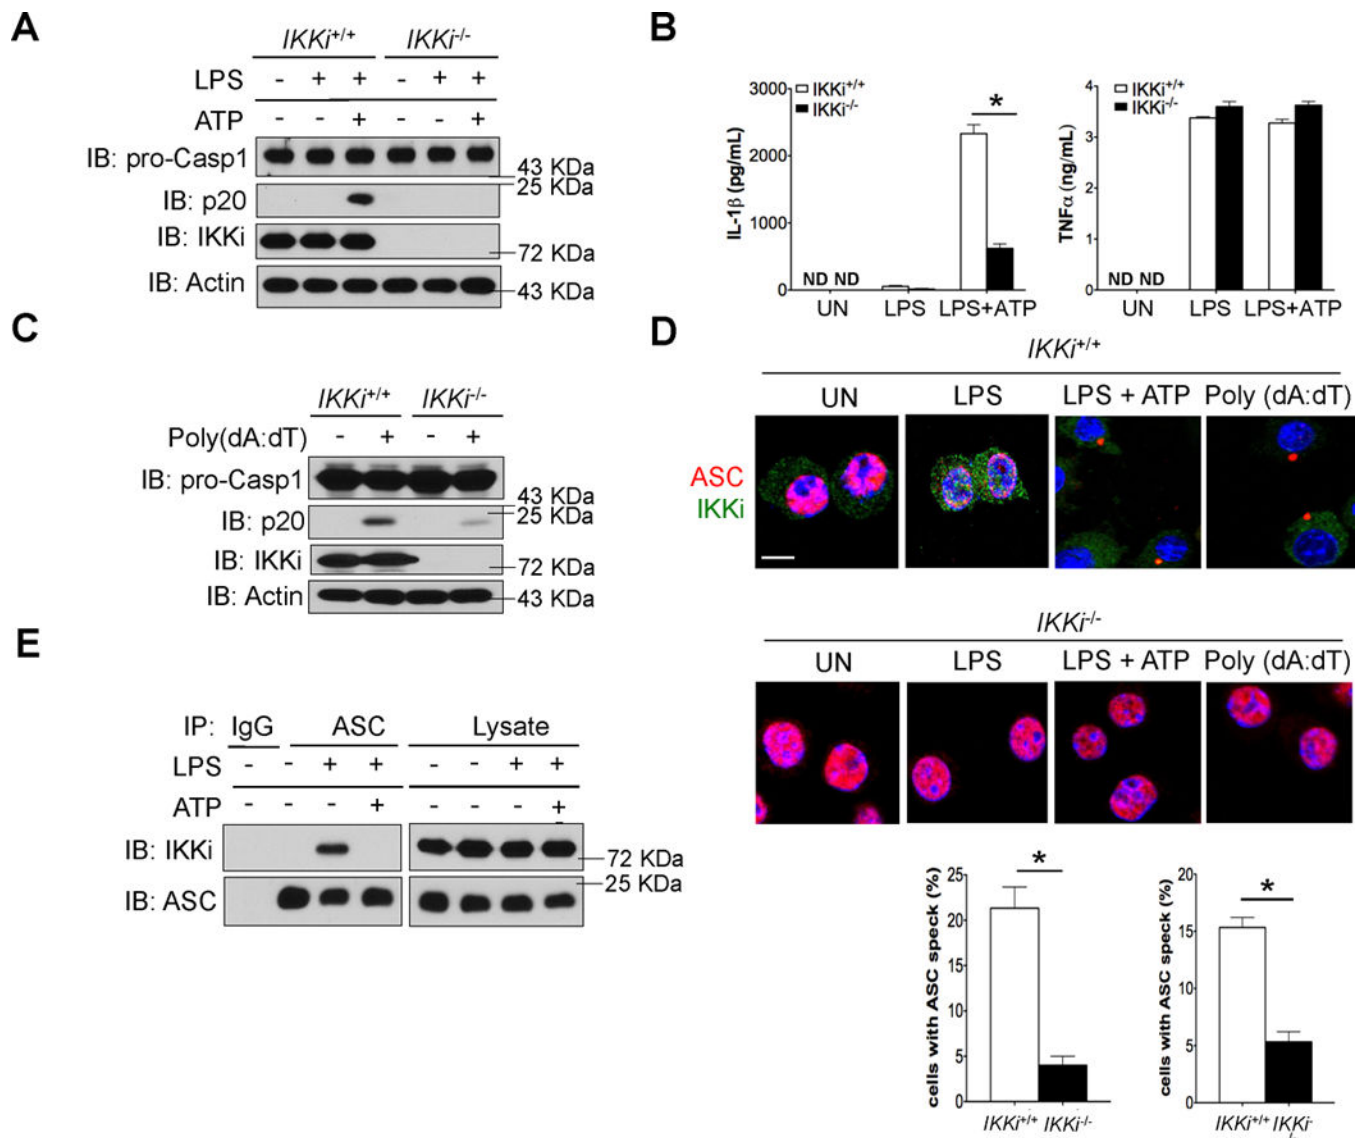 A
IKKi+/+ IKKi-/-
LPS - + + - + +
ATP - - + - - +
IB: pro-Casp1
43 KDa
25 KDa
IB: p20
IB: IKKi
72 KDa
IB: Actin
43 KDa
B
3000
2000
1000
0
IL-1β (pg/mL)
IKKi+/+
IKKi-/-
*
ND ND
UN LPS LPS+ATP
4
3
2
1
0
TNFα (ng/mL)
IKKi+/+
IKKi-/-
ND ND
UN LPS LPS+ATP
C
IKKi+/+ IKKi-/-
Poly(dA:dT) - + - +
IB: pro-Casp1
43 KDa
25 KDa
IB: p20
IB: IKKi
72 KDa
IB: Actin
43 KDa
D
IKKi+/+
UN LPS LPS + ATP Poly (dA:dT)
ASC
IKKi
IKKi-/-
UN LPS LPS + ATP Poly (dA:dT)
25
20
15
10
5
0
cells with ASC speck (%)
*
IKKi+/+ IKKi-/-
20
15
10
5
0
cells with ASC speck (%)
*
IKKi+/+ IKKi-
/-
E
IP: IgG ASC Lysate
LPS - - + + - - + +
ATP - - - + - - - +
IB: IKKi
72 KDa
25 KDa
IB: ASC